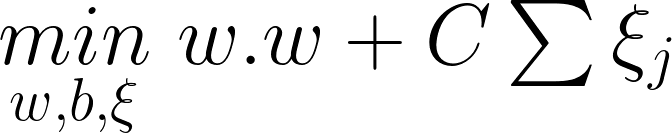 min w.w + C ∑ ξj
w,b,ξ